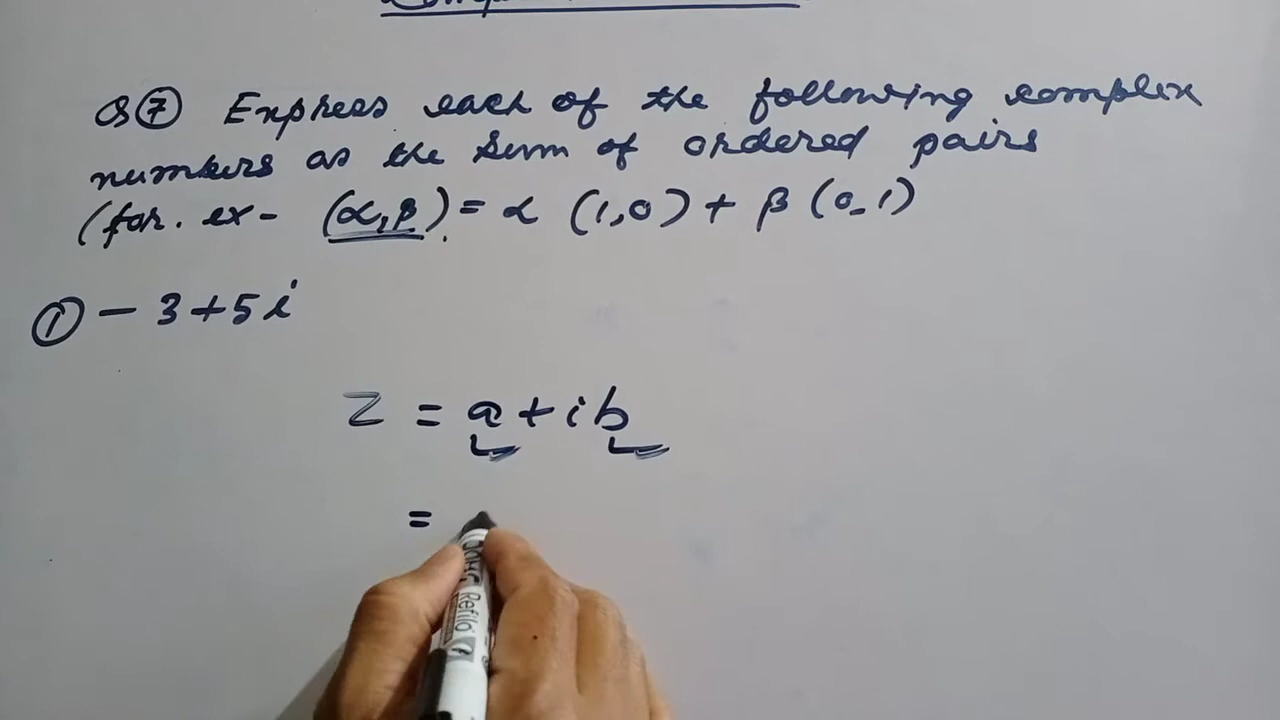 Q⑦ Express each of the following complex
numbers as the sum of ordered pairs
(for. ex- (α,β) = α (1,0) + β (0,1)
① - 3+5i
Z = a+ib
=
Refilo